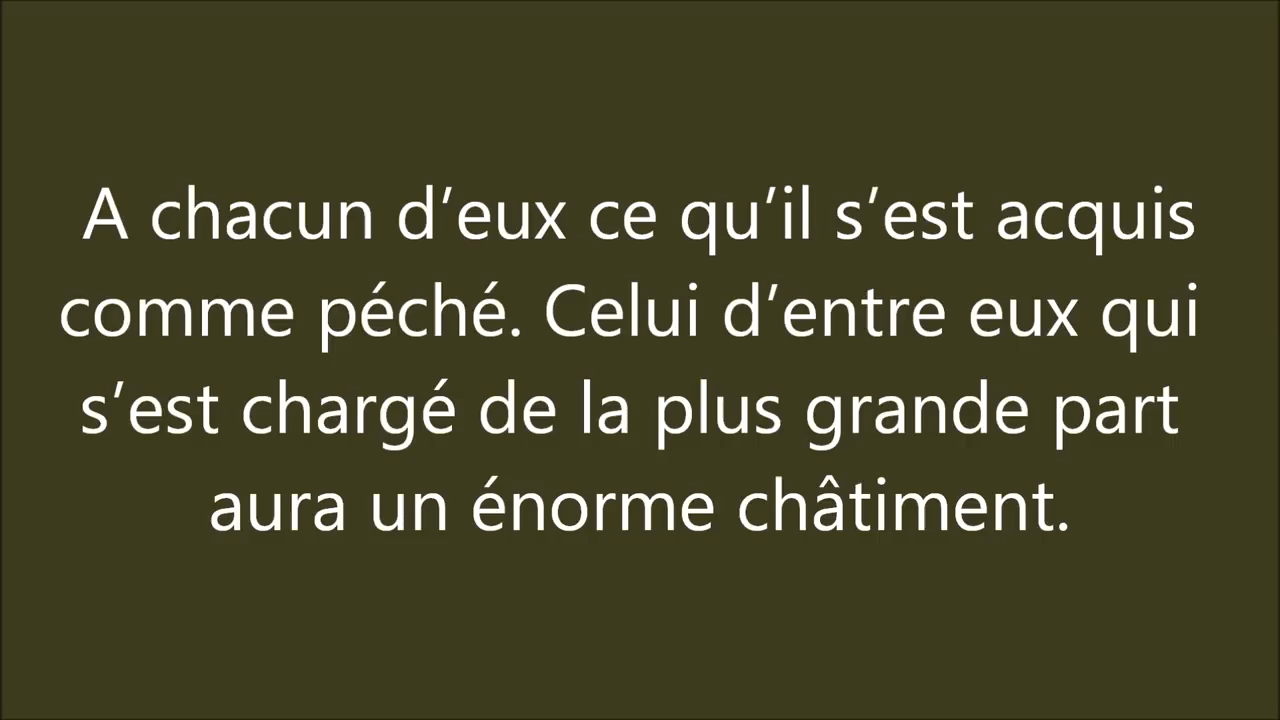 A chacun d’eux ce qu’il s’est acquis
comme péché. Celui d’entre eux qui
s’est chargé de la plus grande part
aura un énorme châtiment.